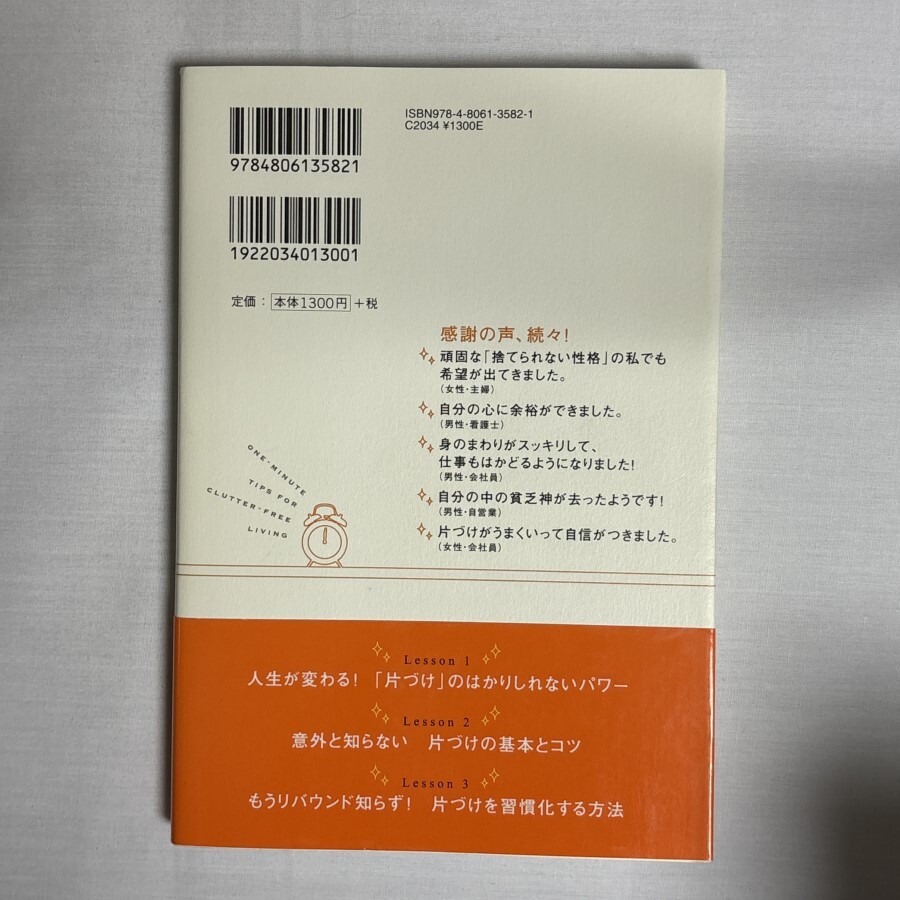 ISBN978-4-8061-3582-1
C2034 ¥1300E
9784806135821
1922034013001
定価：本体1300円＋税
感謝の声、続々！
頑固な「捨てられない性格」の私でも
希望が出てきました。
（女性・主婦）
自分の心に余裕ができました。
（男性・看護士）
身のまわりがスッキリして、
仕事もはかどるようになりました！
（男性・会社員）
自分の中の貧乏神が去ったようです！
（男性・自営業）
片づけがうまくいって自信がつきました。
（女性・会社員）
ONE-MINUTE
TIPS FOR
CLUTTER-FREE
LIVING
Lesson 1
人生が変わる！「片づけ」のはかりしれないパワー
Lesson 2
意外と知らない　片づけの基本とコツ
Lesson 3
もうリバウンド知らず！　片づけを習慣化する方法